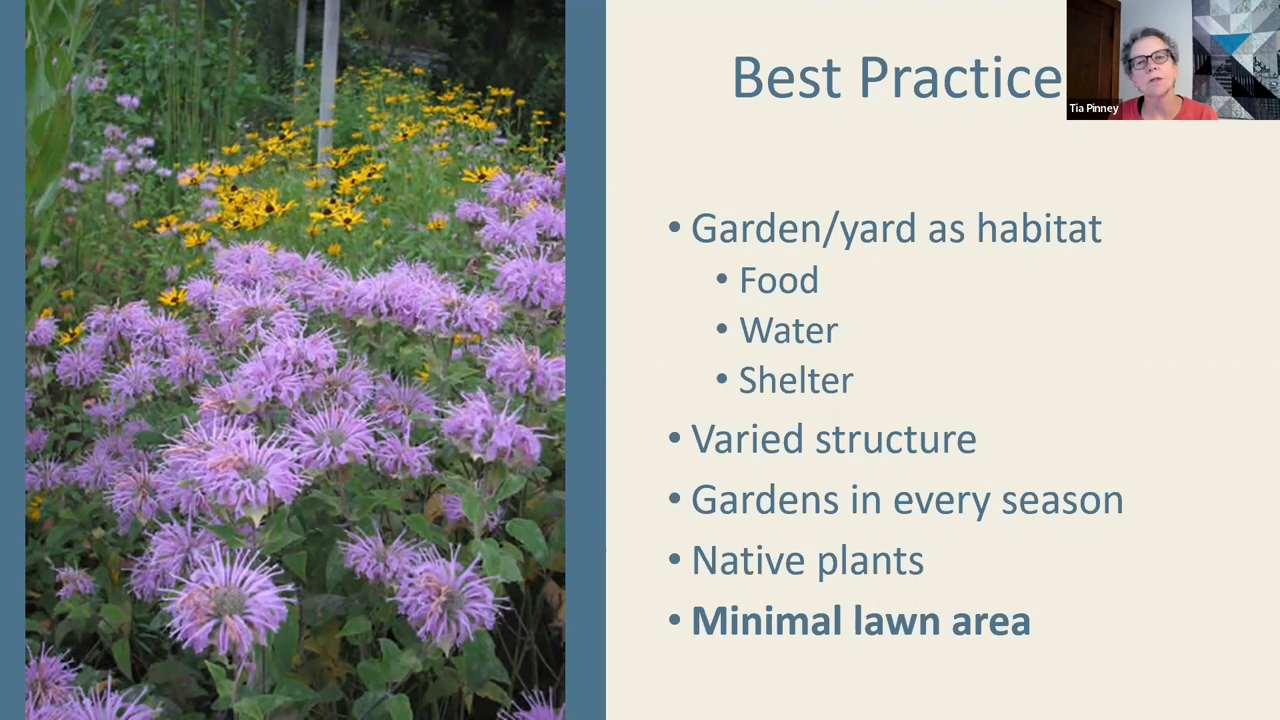 Best Practice
Tia Pinney
• Garden/yard as habitat
• Food
• Water
• Shelter
• Varied structure
• Gardens in every season
• Native plants
• Minimal lawn area